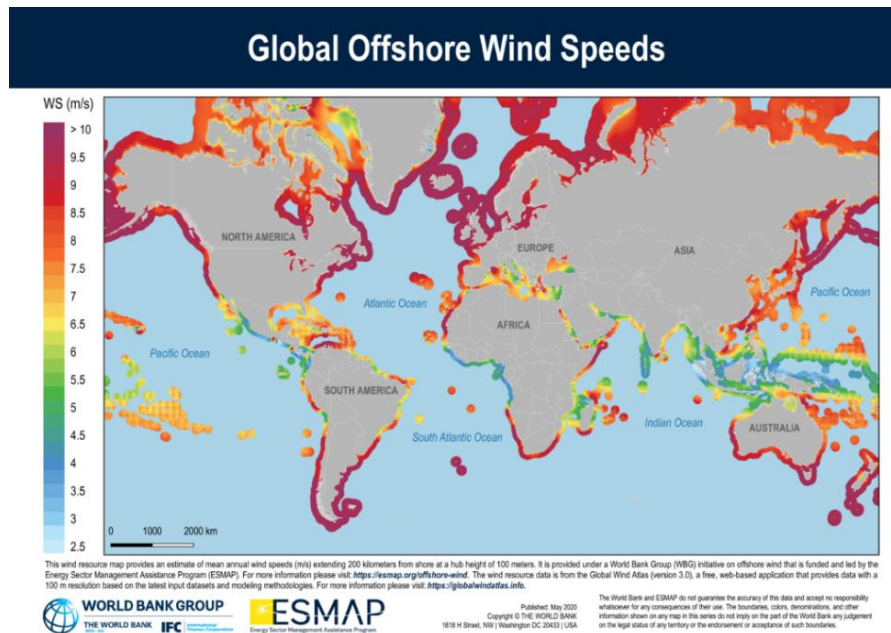 Global Offshore Wind Speeds
WS (m/s)
> 10
9.5
9
8.5
8
7.5
7
6.5
6
5.5
5
4.5
4
3.5
3
2.5
NORTH AMERICA
EUROPE
ASIA
Atlantic Ocean
Pacific Ocean
AFRICA
Pacific Ocean
SOUTH AMERICA
South Atlantic Ocean
Indian Ocean
AUSTRALIA
0 1000 2000 km
This wind resource map provides an estimate of mean annual wind speeds (m/s) extending 200 kilometers from shore at a hub height of 100 meters. It is provided under a World Bank Group (WBG) initiative on offshore wind that is funded and led by the
Energy Sector Management Assistance Program (ESMAP). For more information please visit: https://esmap.org/offshore-wind. The wind resource data is from the Global Wind Atlas (version 3.0), a free, web-based application that provides data with a
100 m resolution based on the latest input datasets and modeling methodologies. For more information please visit: https://globalwindatlas.info.
WORLD BANK GROUP
THE WORLD BANK
IFC International Finance Corporation
ESMAP
Energy Sector Management Assistance Program
Published: May 2020
Copyright © THE WORLD BANK
1818 H Street, NW | Washington DC 20433 | USA
The World Bank and ESMAP do not guarantee the accuracy of this data and accept no responsibility
whatsoever for any consequences of their use. The boundaries, colors, denominations, and other
information shown on any map in this series do not imply on the part of the World Bank any judgement
on the legal status of any territory or the endorsement or acceptance of such boundaries.